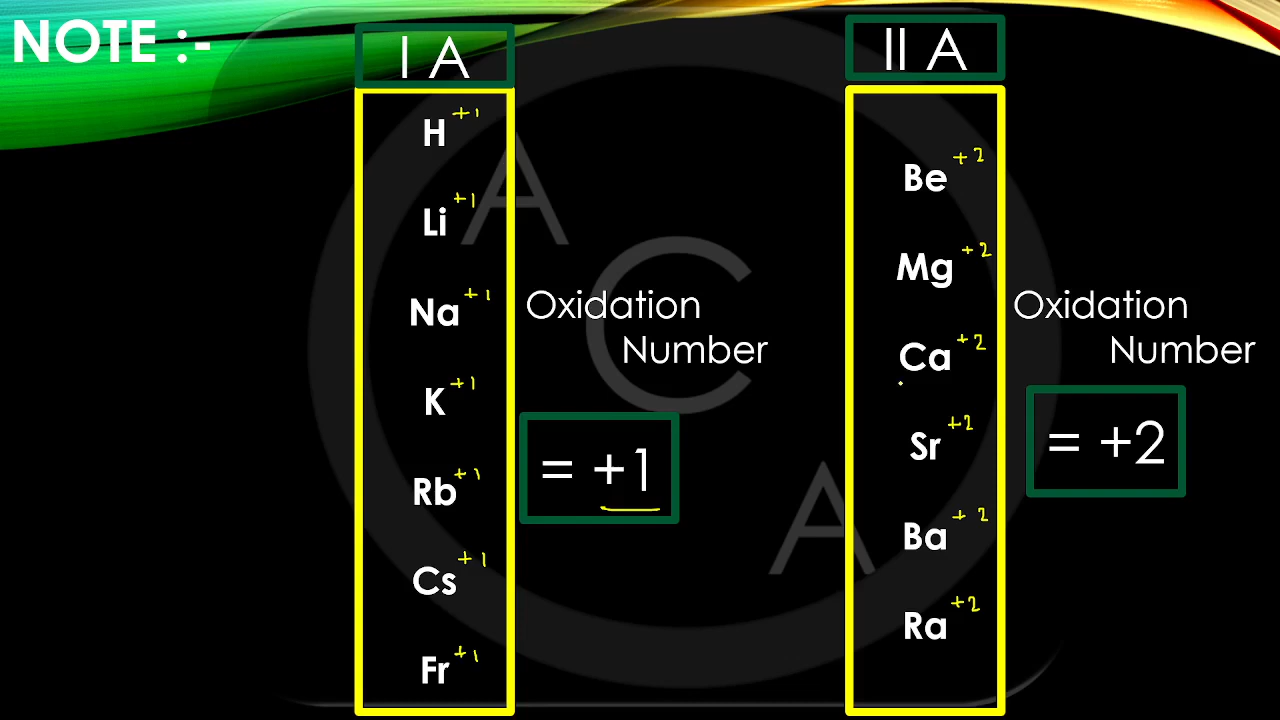 NOTE :-
I A
H +1
Li +1
Na +1
K +1
Rb +1
Cs +1
Fr +1
Oxidation
Number
= +1
II A
Be +2
Mg +2
Ca +2
Sr +2
Ba +2
Ra +2
Oxidation
Number
= +2
A
C
A